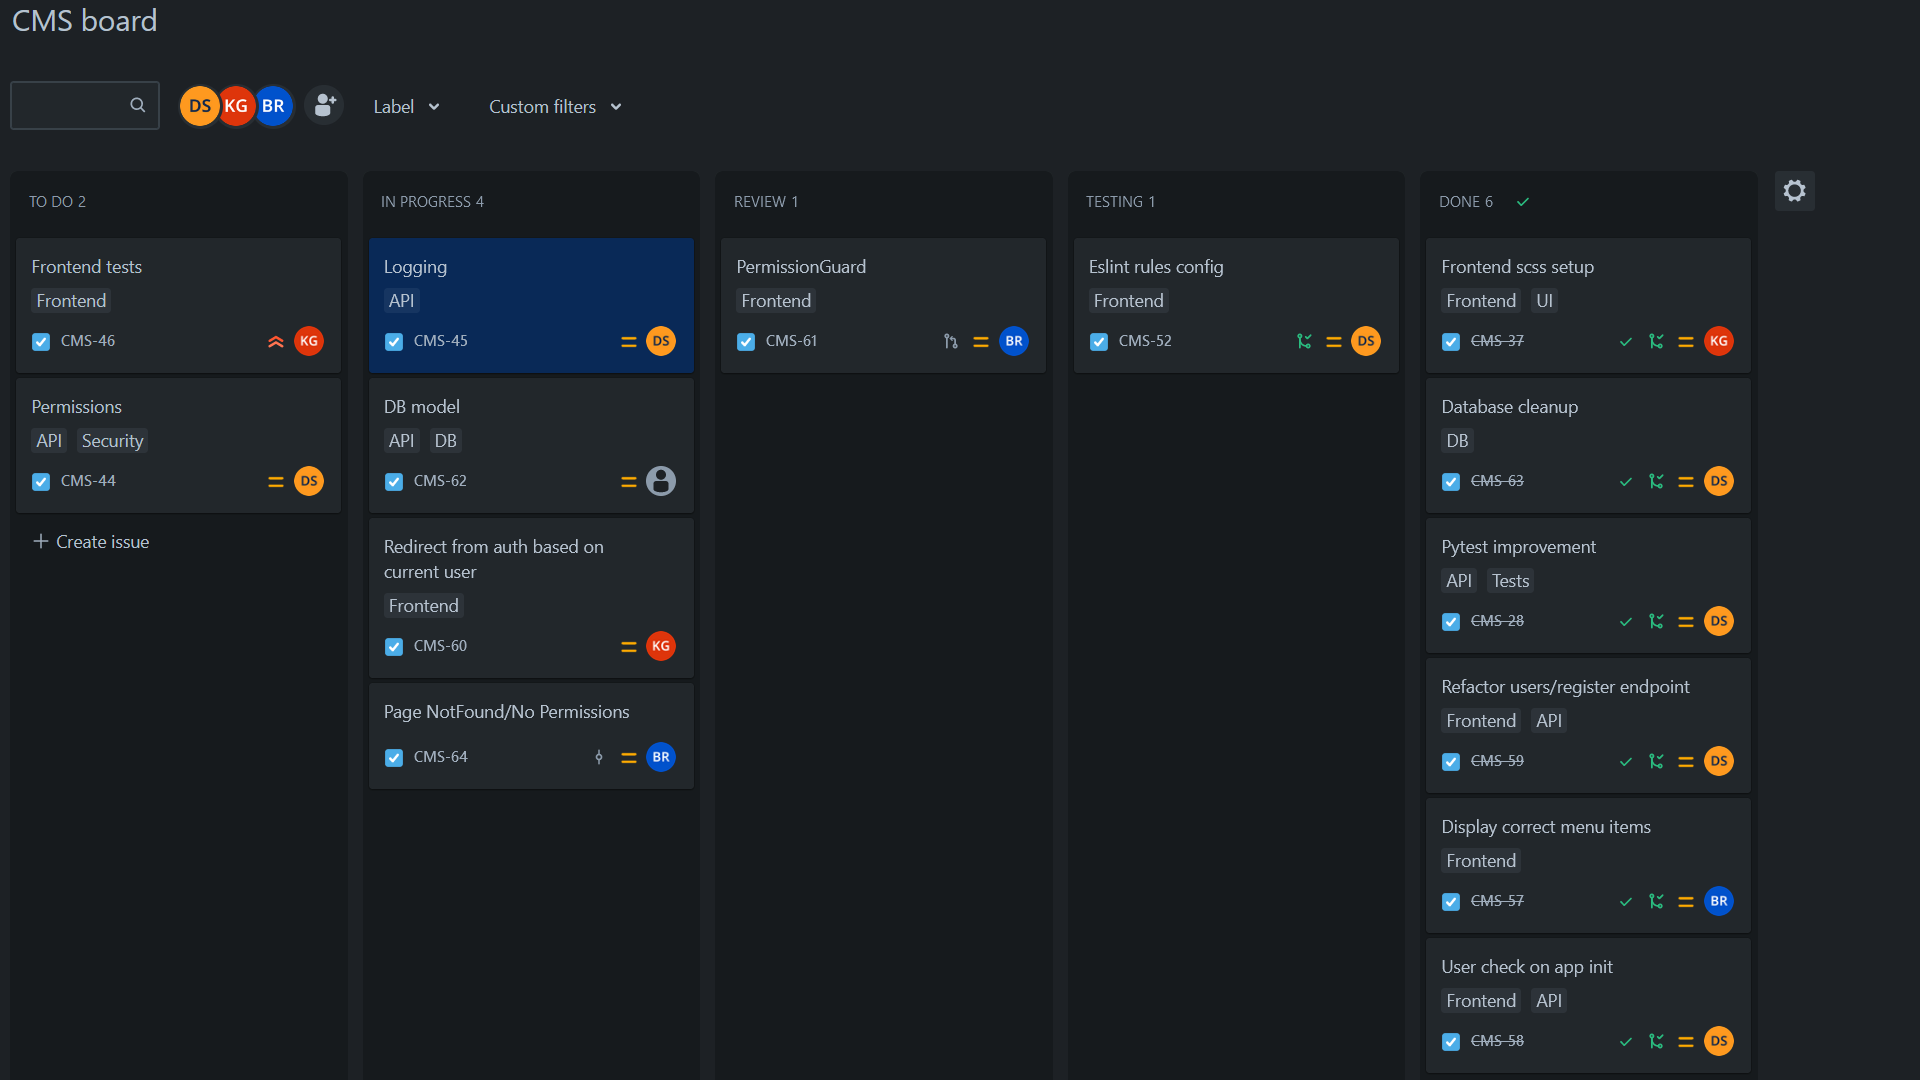 CMS board
DS KG BR Label Custom filters
TO DO 2
Frontend tests
Frontend
CMS-46 KG
Permissions
API Security
CMS-44 DS
Create issue
IN PROGRESS 4
Logging
API
CMS-45 DS
DB model
API DB
CMS-62
Redirect from auth based on
current user
Frontend
CMS-60 KG
Page NotFound/No Permissions
CMS-64 BR
REVIEW 1
PermissionGuard
Frontend
CMS-61 BR
TESTING 1
Eslint rules config
Frontend
CMS-52 DS
DONE 6
Frontend scss setup
Frontend UI
CMS-37 KG
Database cleanup
DB
CMS-63 DS
Pytest improvement
API Tests
CMS-28 DS
Refactor users/register endpoint
Frontend API
CMS-59 DS
Display correct menu items
Frontend
CMS-57 BR
User check on app init
Frontend API
CMS-58 DS